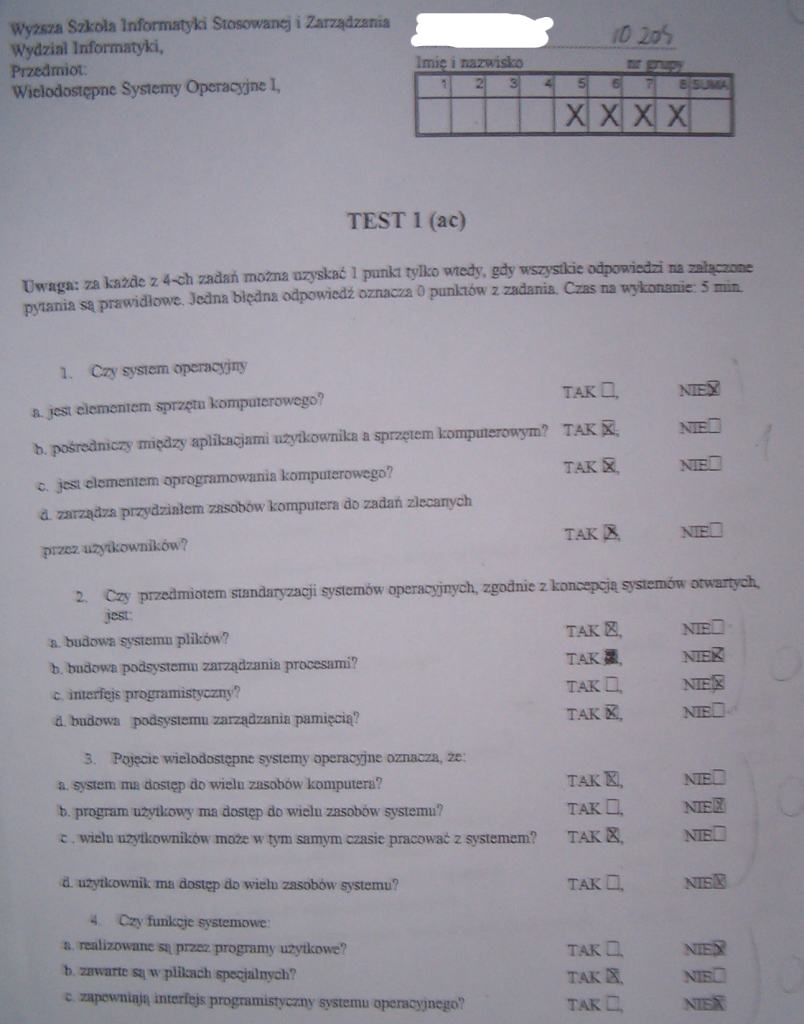 Wyższa Szkoła Informatyki Stosowanej i Zarządzania
Wydział Informatyki,
Przedmiot:
Wielodostępne Systemy Operacyjne I,
Imię i nazwisko nr grupy
1 2 3 4 5 6 7 8 SUMA
X X X X
TEST 1 (ac)
Uwaga: za każde z 4-ch zadań można uzyskać 1 punkt tylko wtedy, gdy wszystkie odpowiedzi na załączone
pytania są prawidłowe. Jedna błędna odpowiedź oznacza 0 punktów z zadania. Czas na wykonanie: 5 min.
1. Czy system operacyjny
a. jest elementem sprzętu komputerowego? TAK ☐, NIE ☒
b. pośredniczy między aplikacjami użytkownika a sprzętem komputerowym? TAK ☒, NIE ☐
c. jest elementem oprogramowania komputerowego? TAK ☒, NIE ☐
d. zarządza przydziałem zasobów komputera do zadań zlecanych
przez użytkowników? TAK ☒, NIE ☐
1
2. Czy przedmiotem standaryzacji systemów operacyjnych, zgodnie z koncepcją systemów otwartych,
jest:
a. budowa systemu plików? TAK ☒, NIE ☐
b. budowa podsystemu zarządzania procesami? TAK ■, NIE ☒
c. interfejs programistyczny? TAK ☐, NIE ☒
d. budowa podsystemu zarządzania pamięcią? TAK ☒, NIE ☐
3. Pojęcie wielodostępne systemy operacyjne oznacza, że:
a. system ma dostęp do wielu zasobów komputera? TAK ☒, NIE ☐
b. program użytkowy ma dostęp do wielu zasobów systemu? TAK ☐, NIE ☒
c . wielu użytkowników może w tym samym czasie pracować z systemem? TAK ☒, NIE ☐
d. użytkownik ma dostęp do wielu zasobów systemu? TAK ☐, NIE ☒
4. Czy funkcje systemowe:
a. realizowane są przez programy użytkowe? TAK ☐, NIE ☒
b. zawarte są w plikach specjalnych? TAK ☒, NIE ☐
c. zapewniają interfejs programistyczny systemu operacyjnego? TAK ☐, NIE ☒